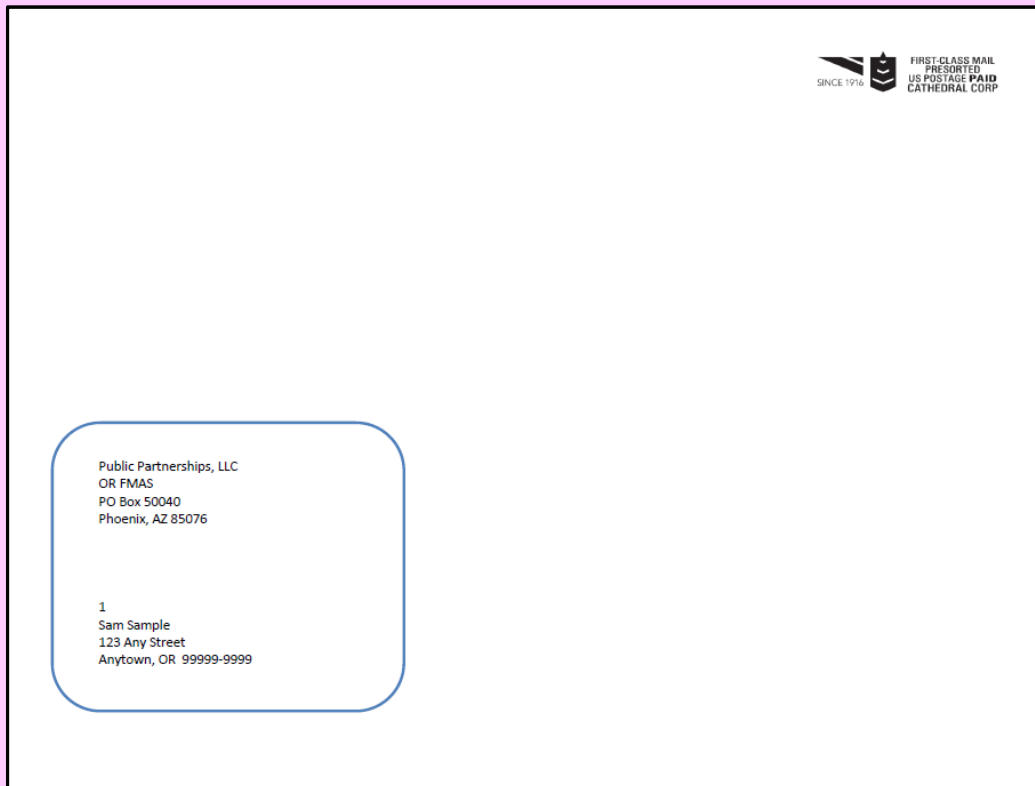 SINCE 1916
FIRST-CLASS MAIL
PRESORTED
US POSTAGE PAID
CATHEDRAL CORP
Public Partnerships, LLC
OR FMAS
PO Box 50040
Phoenix, AZ 85076
1
Sam Sample
123 Any Street
Anytown, OR  99999-9999